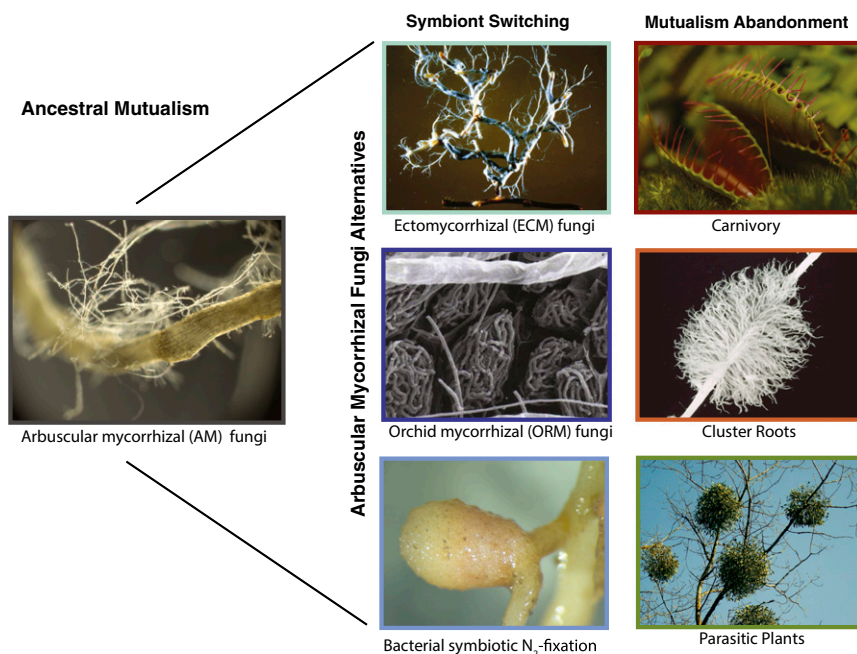 Symbiont Switching
Mutualism Abandonment
Ancestral Mutualism
Arbuscular Mycorrhizal Fungi Alternatives
Ectomycorrhizal (ECM) fungi
Carnivory
Arbuscular mycorrhizal (AM) fungi
Orchid mycorrhizal (ORM) fungi
Cluster Roots
Bacterial symbiotic N₂-fixation
Parasitic Plants